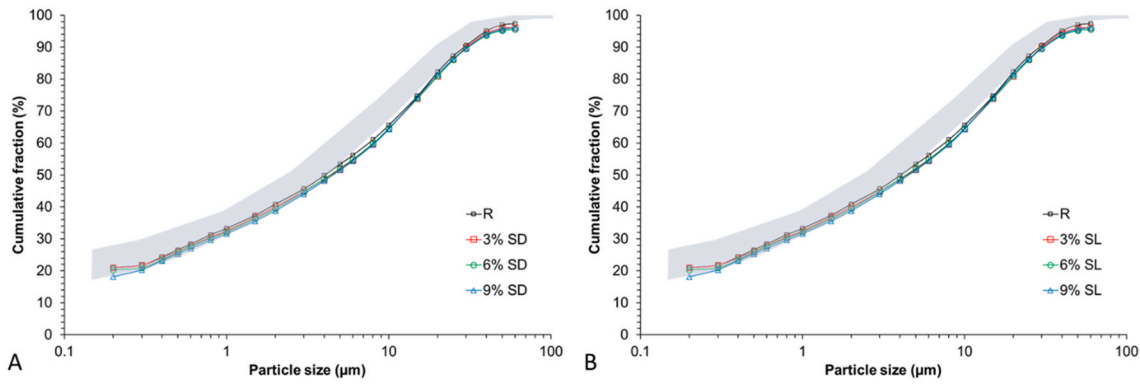 100
90
80
70
60
50
40
30
20
10
0
Cumulative fraction (%)
R
3% SD
6% SD
9% SD
0.1 1 10 100
Particle size (µm)
A
100
90
80
70
60
50
40
30
20
10
0
Cumulative fraction (%)
R
3% SL
6% SL
9% SL
0.1 1 10 100
Particle size (µm)
B